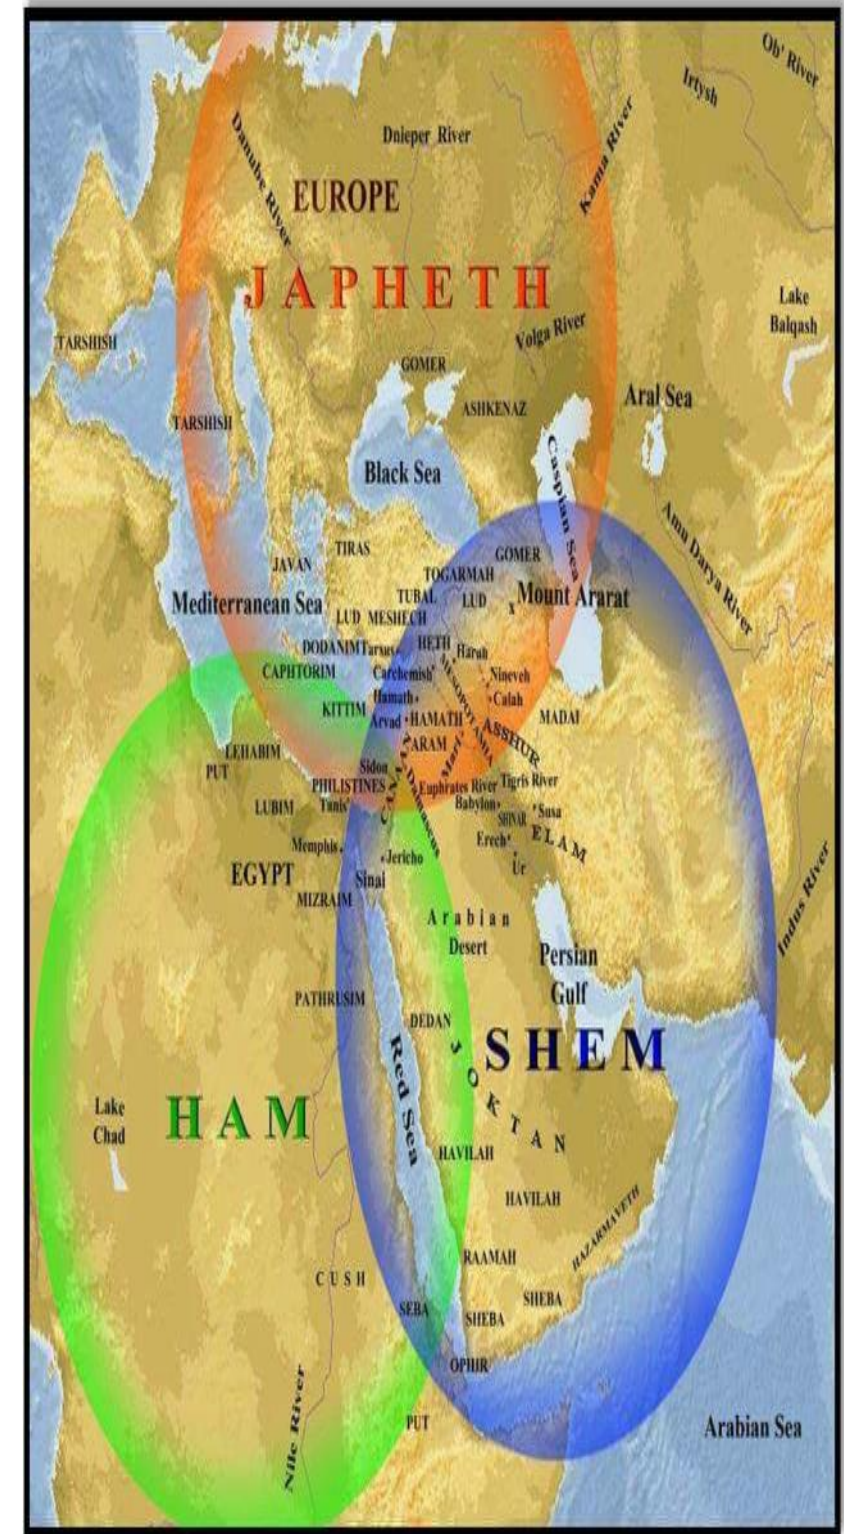 Ob' River
Irtysh
Dnieper River
Kama River
Danube River
EUROPE
JAPHETH
Lake
Balqash
Volga River
TARSHISH
GOMER
Aral Sea
ASHKENAZ
TARSHISH
Black Sea
Caspian Sea
Amu Darya River
TIRAS
GOMER
JAVAN
TOGARMAH
Mediterranean Sea
TUBAL
LUD
x
Mount Ararat
LUD
MESHECH
DODANIM
Tarsus
HETH
Haran
CAPHTORIM
Carchemish
MESOPOTAMIA
Nineveh
Calah
KITTIM
Hamath
Arvad
HAMATH
MADAI
ASSHUR
ARAM
LEHABIM
PUT
Sidon
CANAAN
Mari
PHILISTINES
Euphrates River
Tigris River
LUBIM
Tanis
Damascus
Babylon
SHINAR
Susa
Memphis
Erech
ELAM
Jericho
EGYPT
Sinai
Ur
MIZRAIM
Indus River
Arabian
Desert
Persian
Gulf
PATHRUSIM
DEDAN
SHEM
JOKTAN
Red Sea
Lake
Chad
HAM
HAVILAH
HAVILAH
HAZARMAVETH
RAAMAH
CUSH
SEBA
SHEBA
SHEBA
OPHIR
Nile River
PUT
Arabian Sea